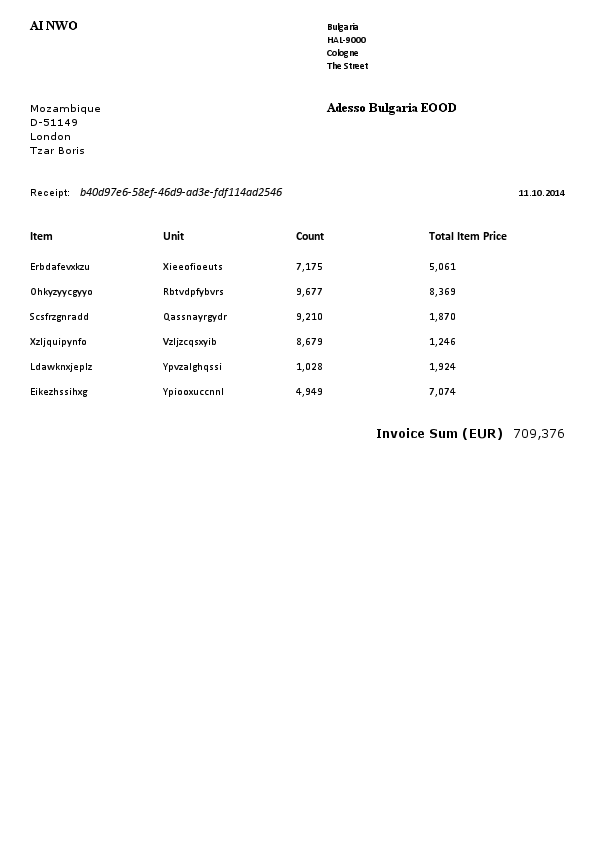 AI NWO
Bulgaria
HAL-9000
Cologne
The Street
Mozambique
D-51149
London
Tzar Boris
Adesso Bulgaria EOOD
Receipt: b40d97e6-58ef-46d9-ad3e-fdf114ad2546 11.10.2014
Item Unit Count Total Item Price
Erbdafevxkzu Xieeofioeuts 7,175 5,061
Ohkyzyycgyyo Rbtvdpfybvrs 9,677 8,369
Scsfrzgnradd Qassnayrgydr 9,210 1,870
Xzljquipynfo Vzljzcqsxyib 8,679 1,246
Ldawknxjeplz Ypvzalghqssi 1,028 1,924
Eikezhssihxg Ypiooxuccnnl 4,949 7,074
Invoice Sum (EUR) 709,376